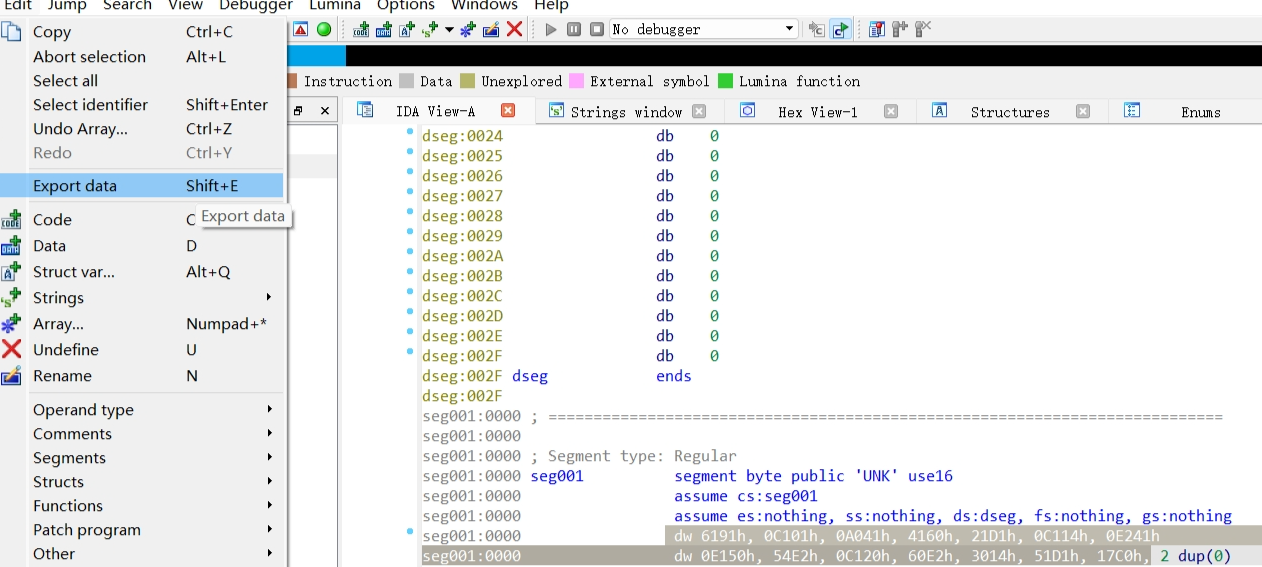 Edit Jump Search View Debugger Lumina Options Windows Help
Copy Ctrl+C
Abort selection Alt+L
Select all
Select identifier Shift+Enter
Undo Array... Ctrl+Z
Redo Ctrl+Y
Export data Shift+E
Export data
Code C
Data D
Struct var... Alt+Q
Strings
Array... Numpad+*
Undefine U
Rename N
Operand type
Comments
Segments
Structs
Functions
Patch program
Other
No debugger
Instruction Data Unexplored External symbol Lumina function
IDA View-A Strings window Hex View-1 Structures Enums
dseg:0024 db 0
dseg:0025 db 0
dseg:0026 db 0
dseg:0027 db 0
dseg:0028 db 0
dseg:0029 db 0
dseg:002A db 0
dseg:002B db 0
dseg:002C db 0
dseg:002D db 0
dseg:002E db 0
dseg:002F db 0
dseg:002F dseg ends
dseg:002F
seg001:0000 ; ===========================================================================
seg001:0000
seg001:0000 ; Segment type: Regular
seg001:0000 seg001 segment byte public 'UNK' use16
seg001:0000 assume cs:seg001
seg001:0000 assume es:nothing, ss:nothing, ds:dseg, fs:nothing, gs:nothing
seg001:0000 dw 6191h, 0C101h, 0A041h, 4160h, 21D1h, 0C114h, 0E241h
seg001:0000 dw 0E150h, 54E2h, 0C120h, 60E2h, 3014h, 51D1h, 17C0h, 2 dup(0)